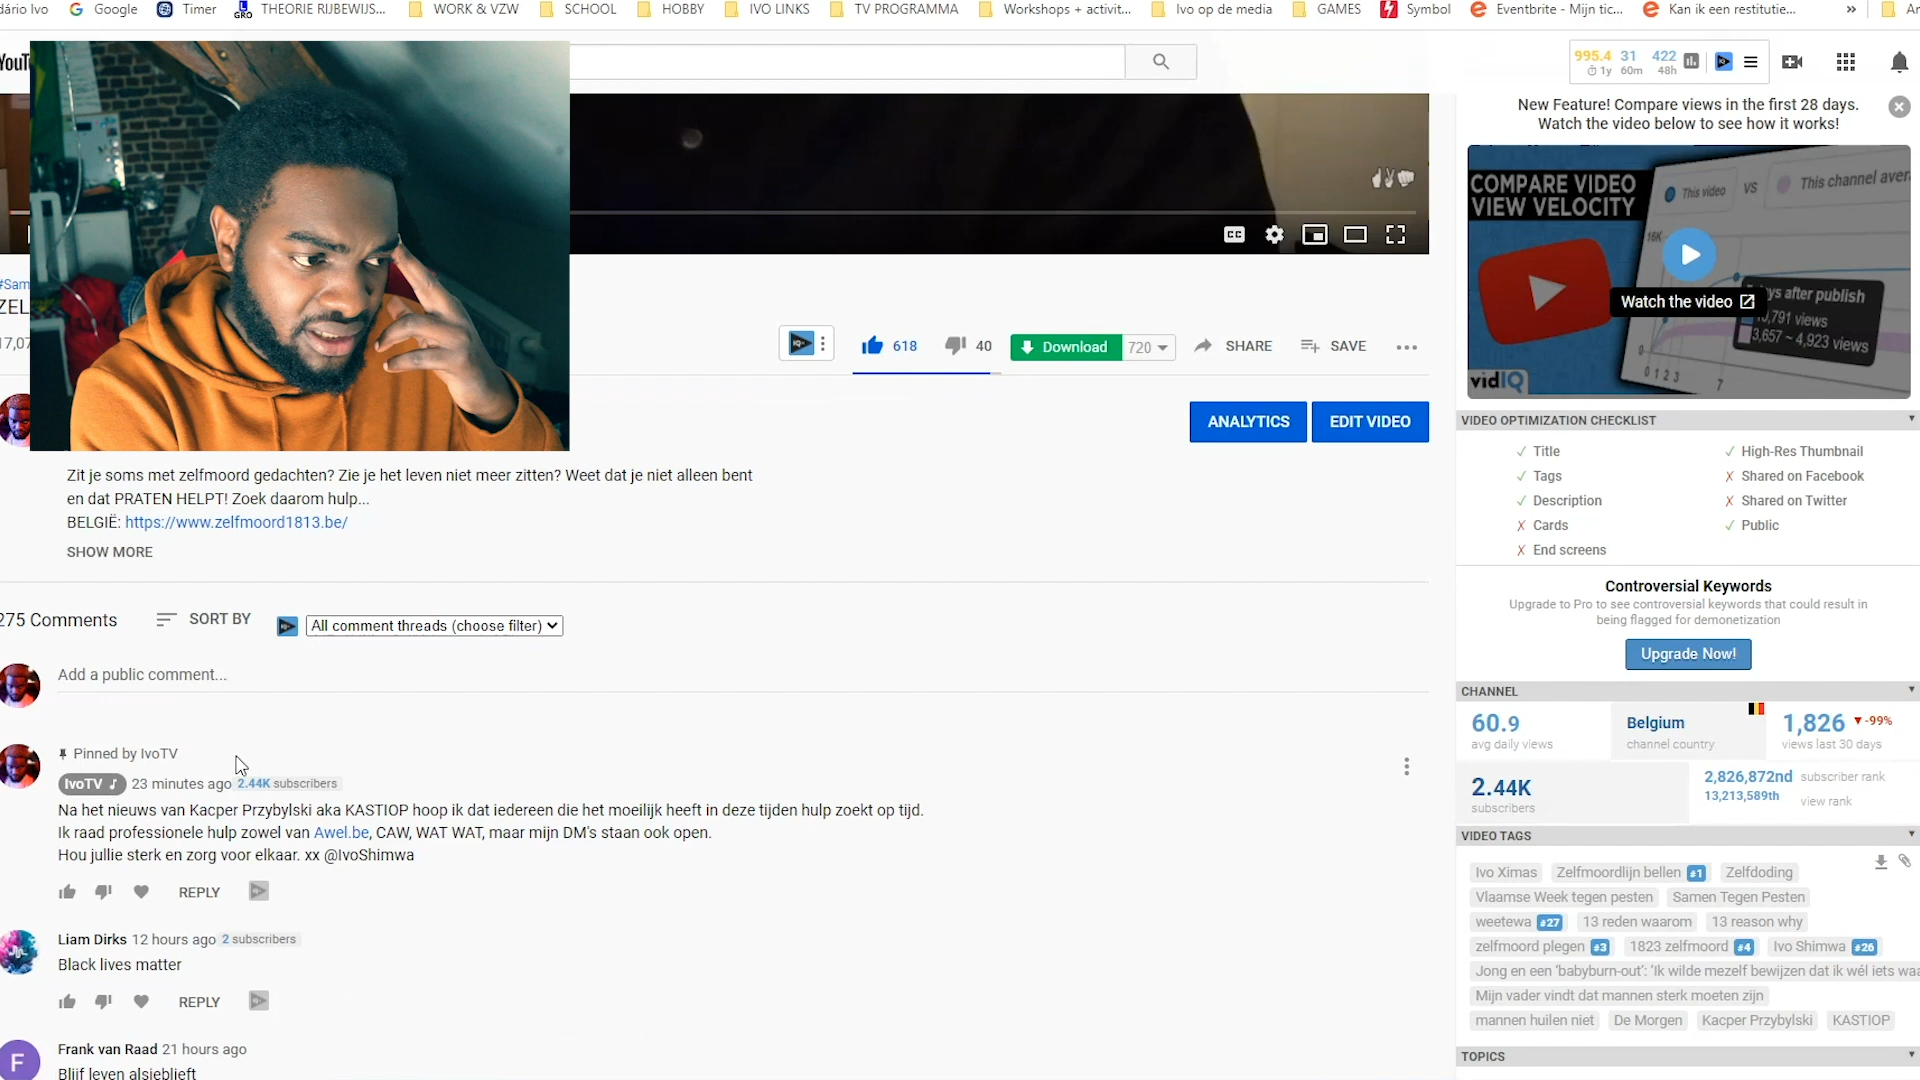 dário Ivo Google Timer THEORIE RIJBEWIJS... WORK & VZW SCHOOL HOBBY IVO LINKS TV PROGRAMMA Workshops + activit... Ivo op de media GAMES Symbol Eventbrite - Mijn tic... Kan ik een restitutie... »
995.4 31 422
1y 60m 48h
New Feature! Compare views in the first 28 days.
Watch the video below to see how it works!
COMPARE VIDEO
VIEW VELOCITY
This video VS This channel aver
16K
Watch the video
days after publish
3,657 ~ 4,923 views
0 1 2 3 7
vidIQ
CC
#Sam
ZEL
17,07
618 40 Download 720 SHARE SAVE
ANALYTICS EDIT VIDEO
Zit je soms met zelfmoord gedachten? Zie je het leven niet meer zitten? Weet dat je niet alleen bent
en dat PRATEN HELPT! Zoek daarom hulp...
BELGIË: https://www.zelfmoord1813.be/
SHOW MORE
275 Comments SORT BY All comment threads (choose filter)
Add a public comment...
Pinned by IvoTV
IvoTV 23 minutes ago 2.44K subscribers
Na het nieuws van Kacper Przybylski aka KASTIOP hoop ik dat iedereen die het moeilijk heeft in deze tijden hulp zoekt op tijd.
Ik raad professionele hulp zowel van Awel.be, CAW, WAT WAT, maar mijn DM's staan ook open.
Hou jullie sterk en zorg voor elkaar. xx @IvoShimwa
REPLY
Liam Dirks 12 hours ago 2 subscribers
Black lives matter
REPLY
F
Frank van Raad 21 hours ago
Blijf leven alsjeblieft
VIDEO OPTIMIZATION CHECKLIST
✓ Title ✓ High-Res Thumbnail
✓ Tags ✗ Shared on Facebook
✓ Description ✗ Shared on Twitter
✗ Cards ✓ Public
✗ End screens
Controversial Keywords
Upgrade to Pro to see controversial keywords that could result in
being flagged for demonetization
Upgrade Now!
CHANNEL
60.9 Belgium 1,826 ▼-99%
avg daily views channel country views last 30 days
2.44K 2,826,872nd subscriber rank
subscribers 13,213,589th view rank
VIDEO TAGS
Ivo Ximas Zelfmoordlijn bellen #1 Zelfdoding
Vlaamse Week tegen pesten Samen Tegen Pesten
weetewa #27 13 reden waarom 13 reason why
zelfmoord plegen #3 1823 zelfmoord #4 Ivo Shimwa #26
Jong en een 'babyburn-out': 'Ik wilde mezelf bewijzen dat ik wél iets waa
Mijn vader vindt dat mannen sterk moeten zijn
mannen huilen niet De Morgen Kacper Przybylski KASTIOP
TOPICS